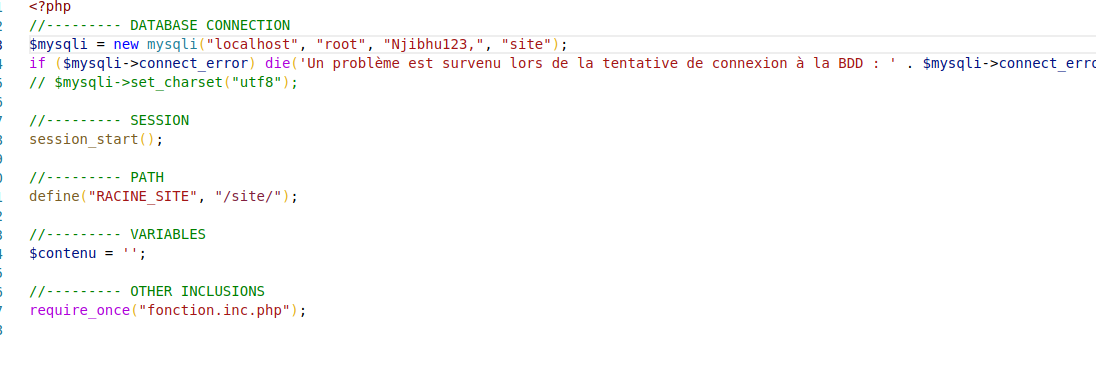 <?php
//--------- DATABASE CONNECTION
$mysqli = new mysqli("localhost", "root", "Njibhu123,", "site");
if ($mysqli->connect_error) die('Un problème est survenu lors de la tentative de connexion à la BDD : ' . $mysqli->connect_erro
// $mysqli->set_charset("utf8");
//--------- SESSION
session_start();
//--------- PATH
define("RACINE_SITE", "/site/");
//--------- VARIABLES
$contenu = '';
//--------- OTHER INCLUSIONS
require_once("fonction.inc.php");